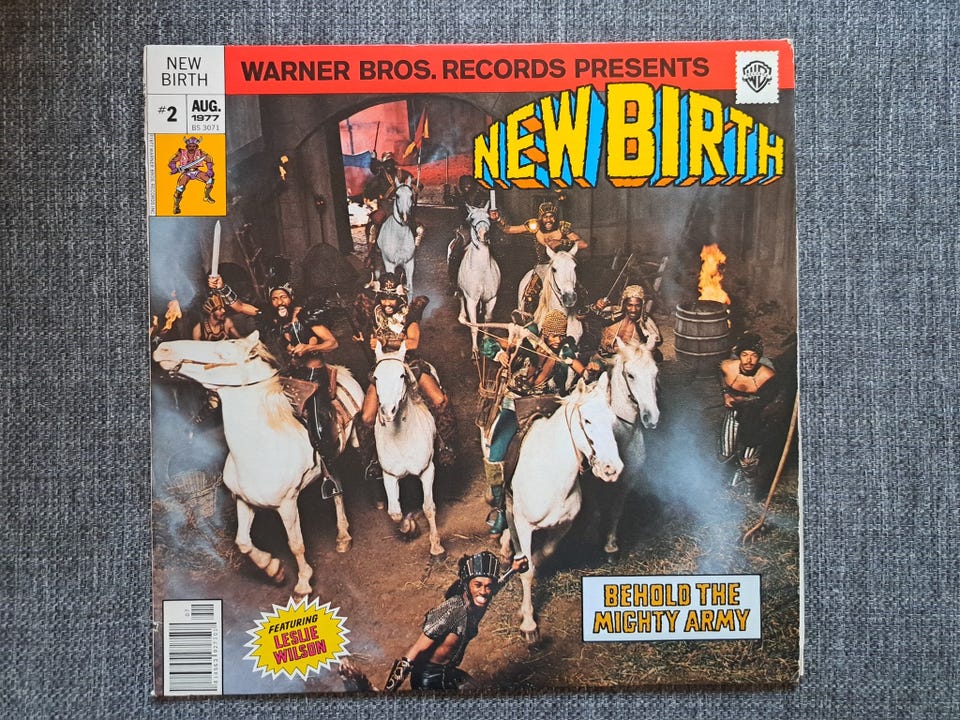 NEW
BIRTH
WARNER BROS. RECORDS PRESENTS
#2
AUG.
1977
BS 3071
NEW BIRTH
BEHOLD THE
MIGHTY ARMY
FEATURING
LESLIE
WILSON
07